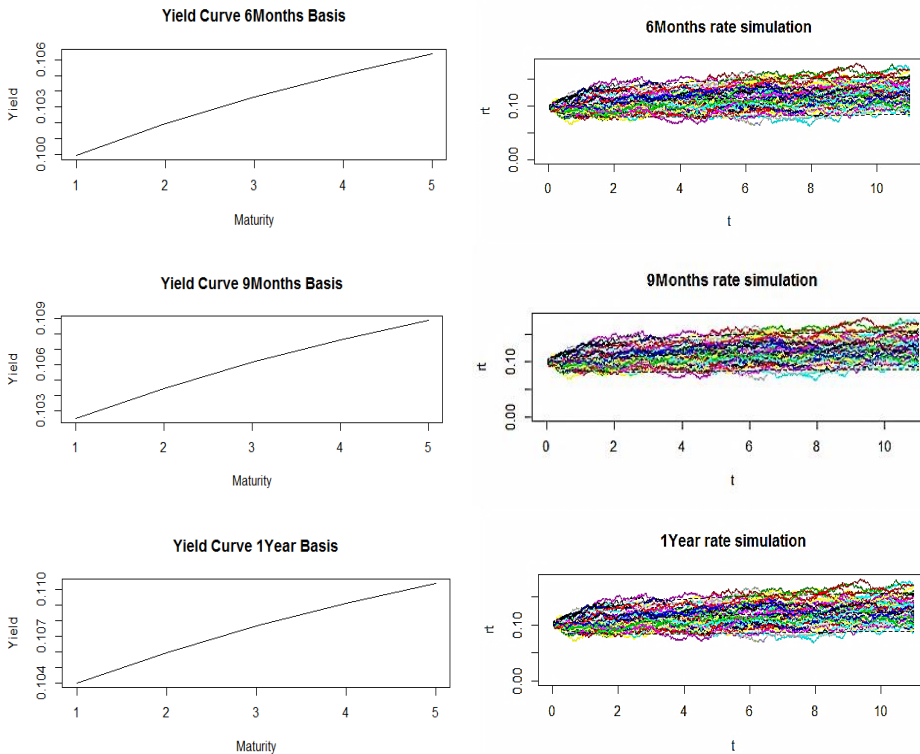 Yield Curve 6Months Basis
Yield
0.100 0.103 0.106
1 2 3 4 5
Maturity
6Months rate simulation
rt
0.00 0.10
0 2 4 6 8 10
t
Yield Curve 9Months Basis
Yield
0.103 0.106 0.109
1 2 3 4 5
Maturity
9Months rate simulation
rt
0.00 0.10
0 2 4 6 8 10
t
Yield Curve 1Year Basis
Yield
0.104 0.107 0.110
1 2 3 4 5
Maturity
1Year rate simulation
rt
0.00 0.10
0 2 4 6 8 10
t